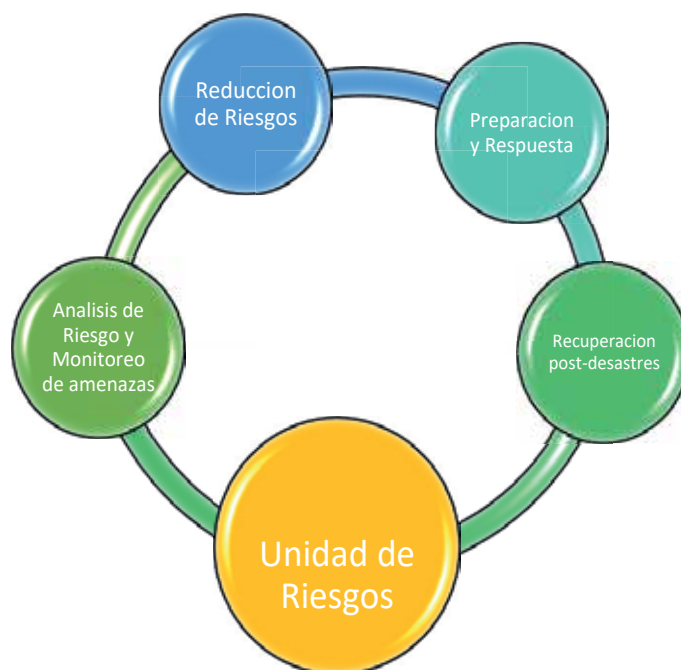 Reduccion
de Riesgos
Preparacion
y Respuesta
Analisis de
Riesgo y
Monitoreo
de amenazas
Recuperacion
post-desastres
Unidad de
Riesgos